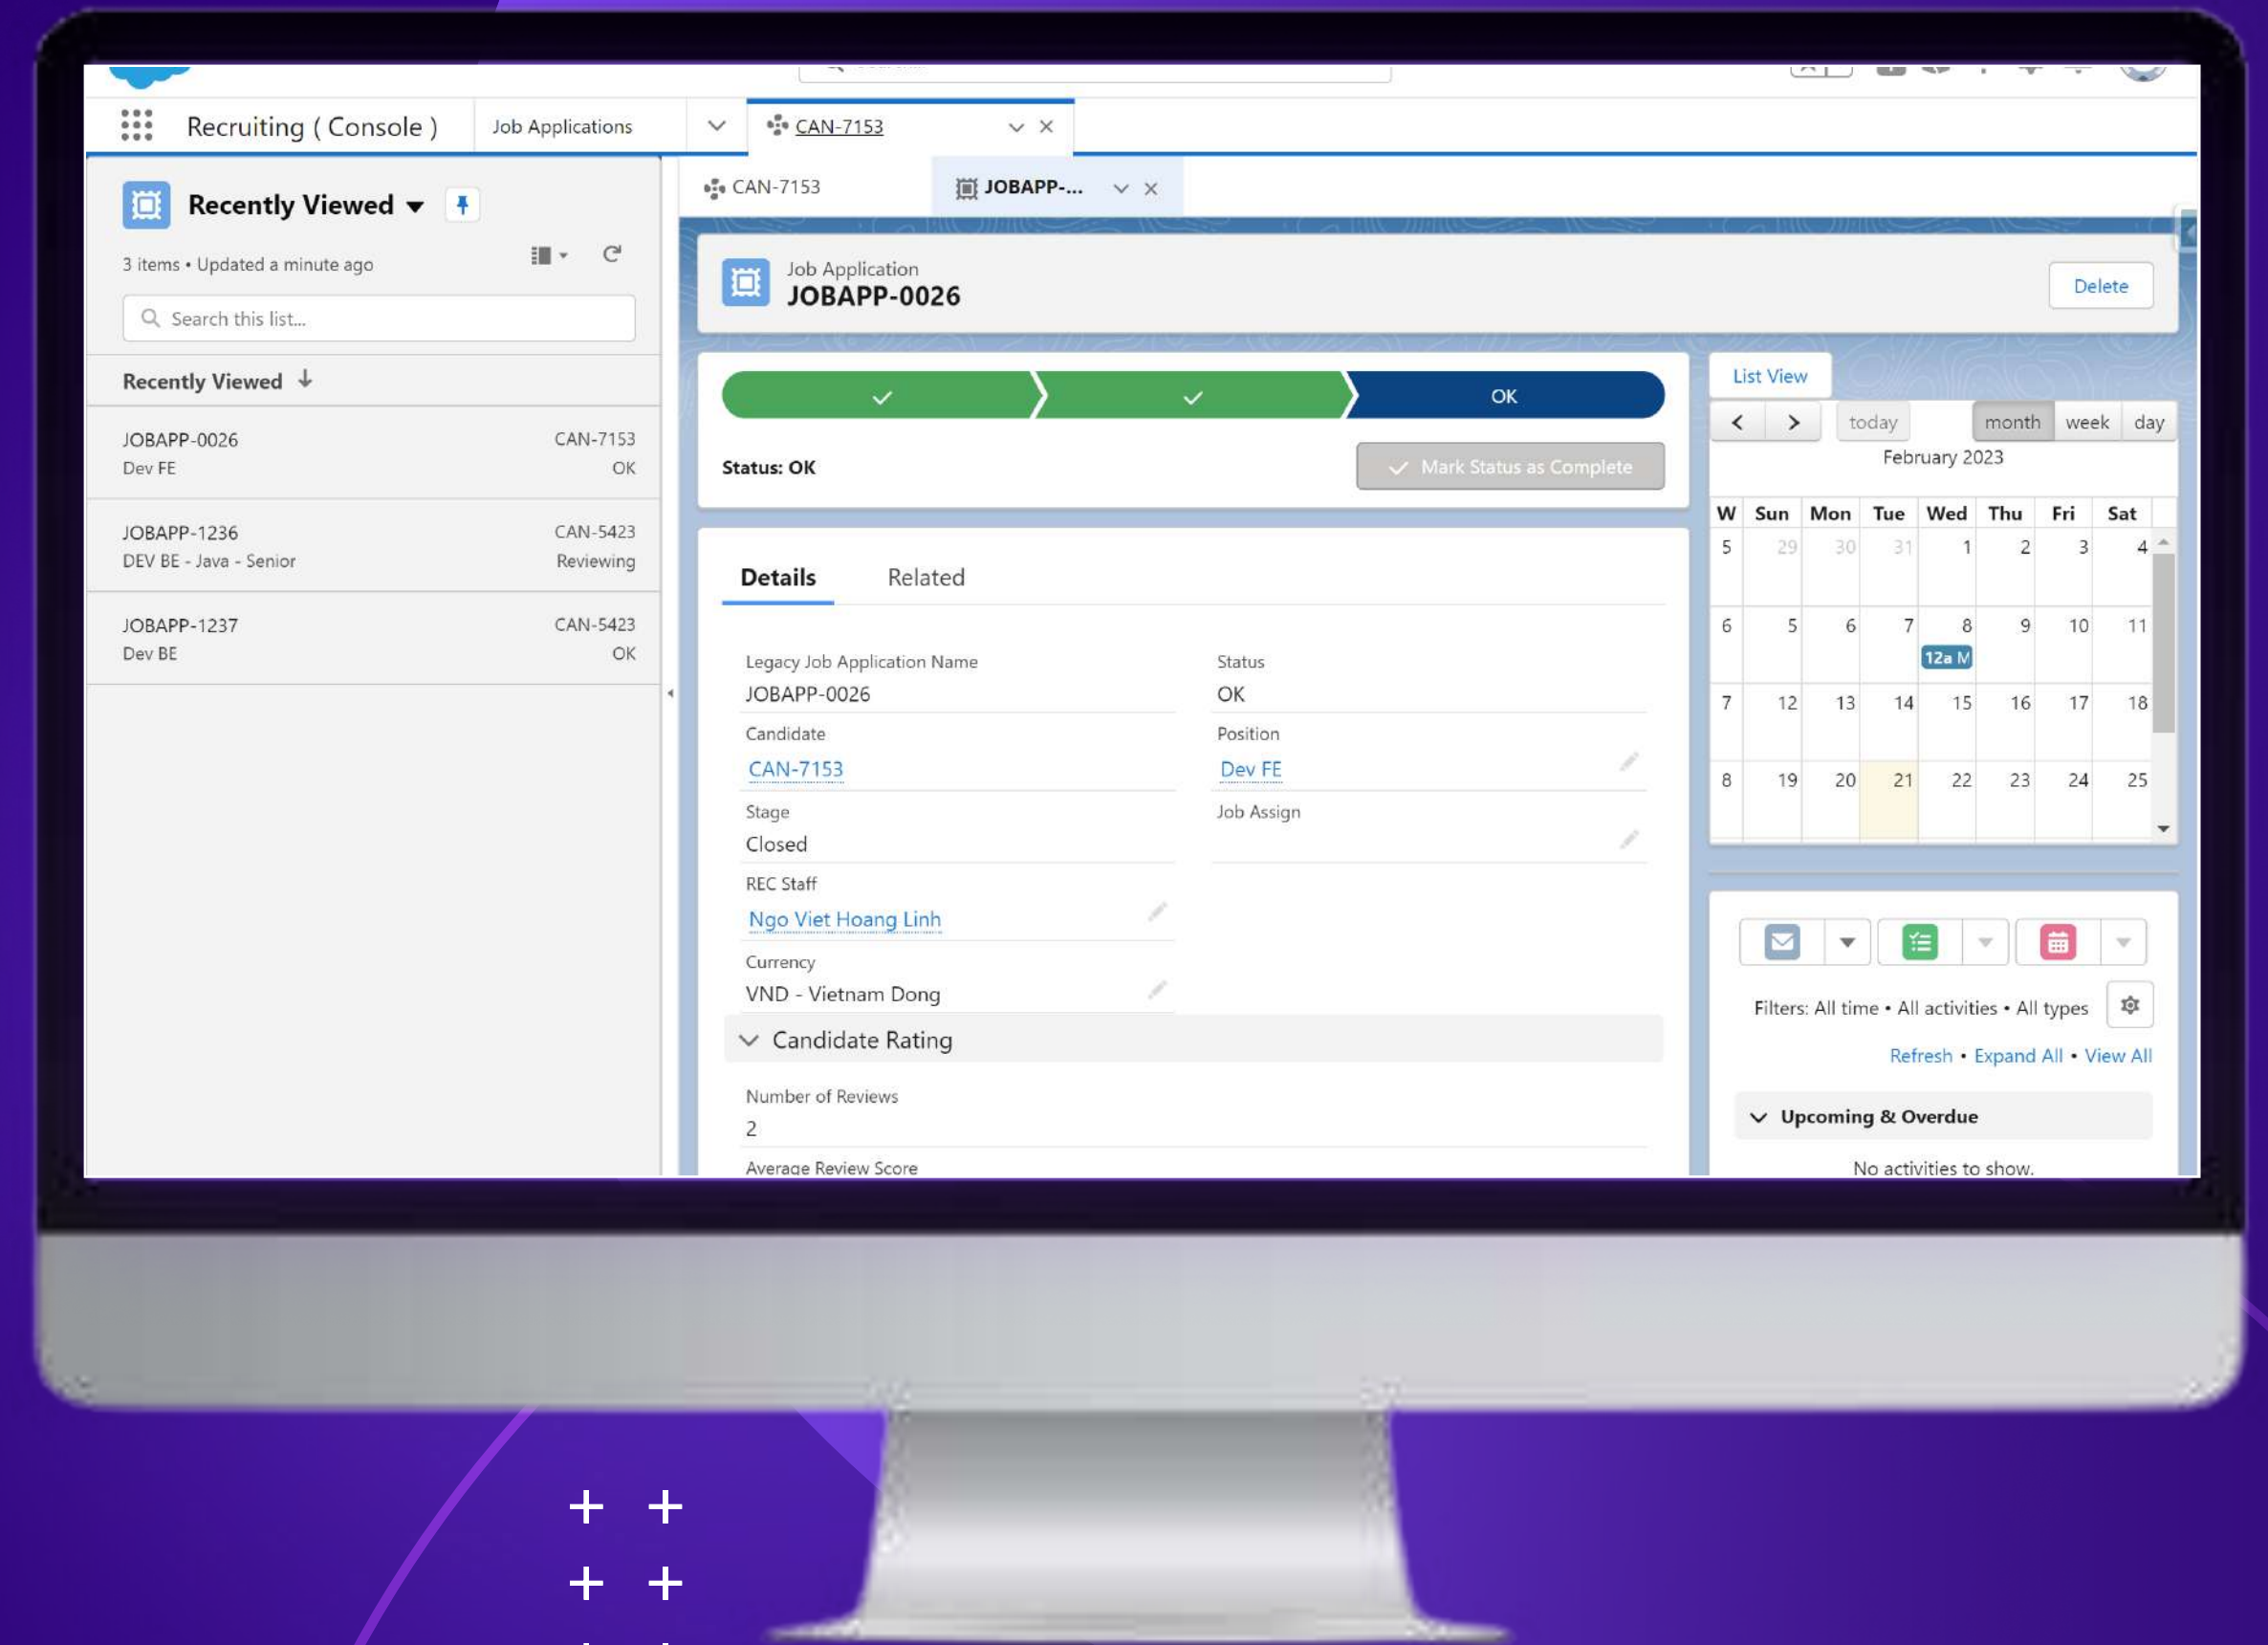 Recruiting ( Console )
Job Applications
CAN-7153
CAN-7153
JOBAPP-...
Recently Viewed
3 items • Updated a minute ago
Search this list...
Recently Viewed
JOBAPP-0026 CAN-7153
Dev FE OK
JOBAPP-1236 CAN-5423
DEV BE - Java - Senior Reviewing
JOBAPP-1237 CAN-5423
Dev BE OK
Job Application
JOBAPP-0026
Delete
OK
Status: OK
Mark Status as Complete
Details Related
Legacy Job Application Name
JOBAPP-0026
Status
OK
Candidate
CAN-7153
Position
Dev FE
Stage
Closed
Job Assign
REC Staff
Ngo Viet Hoang Linh
Currency
VND - Vietnam Dong
Candidate Rating
Number of Reviews
2
Average Review Score
List View
today month week day
February 2023
W Sun Mon Tue Wed Thu Fri Sat
5 29 30 31 1 2 3 4
6 5 6 7 8 9 10 11
12a M
7 12 13 14 15 16 17 18
8 19 20 21 22 23 24 25
Filters: All time • All activities • All types
Refresh • Expand All • View All
Upcoming & Overdue
No activities to show.